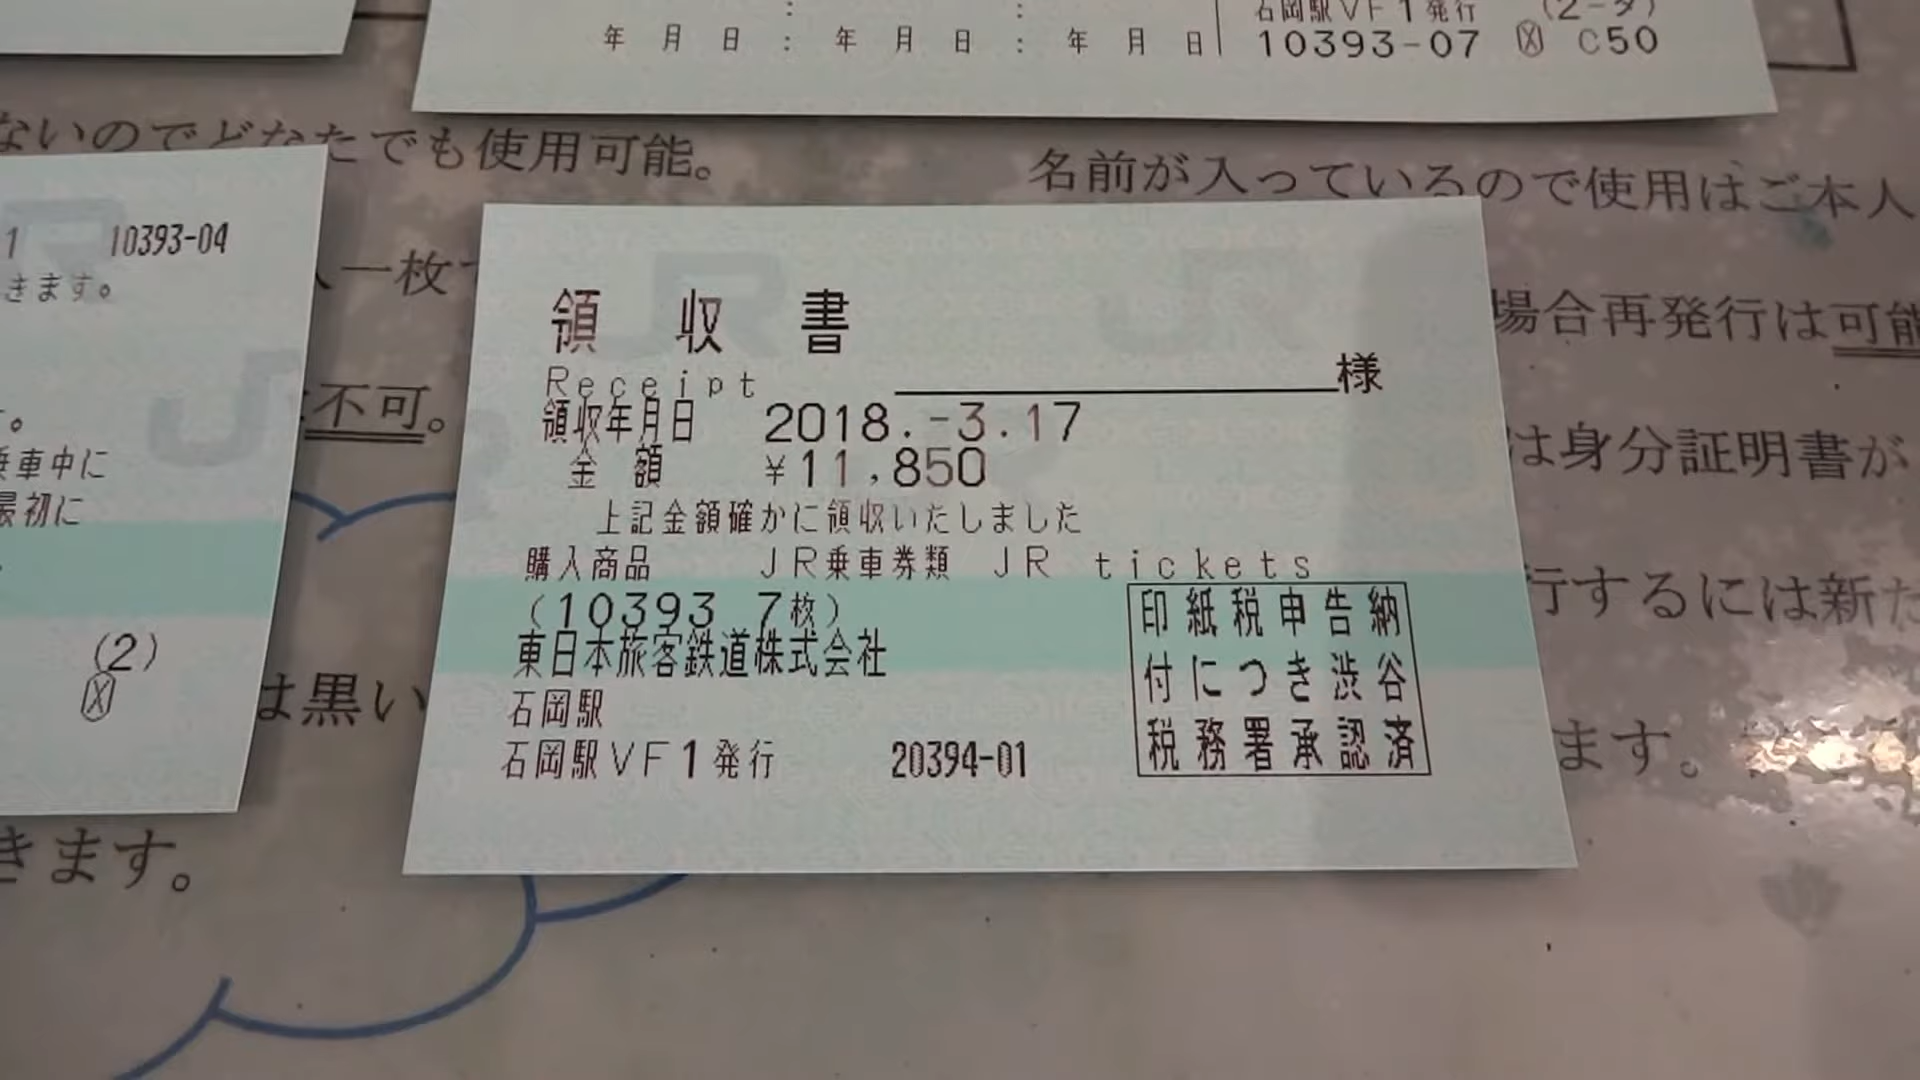 石岡駅VF1発行 (2-タ)
年 月 日 : 年 月 日 : 年 月 日 10393-07 Ⓧ C50
ないのでどなたでも使用可能。
名前が入っているので使用はご本人
1 10393-04
きます。
一枚
場合再発行は可能
不可。
は身分証明書が
乗車中に
最初に
行するには新た
(2)
Ⓧ
は黒い
ます。
きます。
領収書
Receipt 様
領収年月日 2018.-3.17
金額 ¥11,850
上記金額確かに領収いたしました
購入商品 JR乗車券類 JR tickets
(10393 7枚)
東日本旅客鉄道株式会社
石岡駅
石岡駅VF1発行 20394-01
印紙税申告納
付につき渋谷
税務署承認済
JR
JR